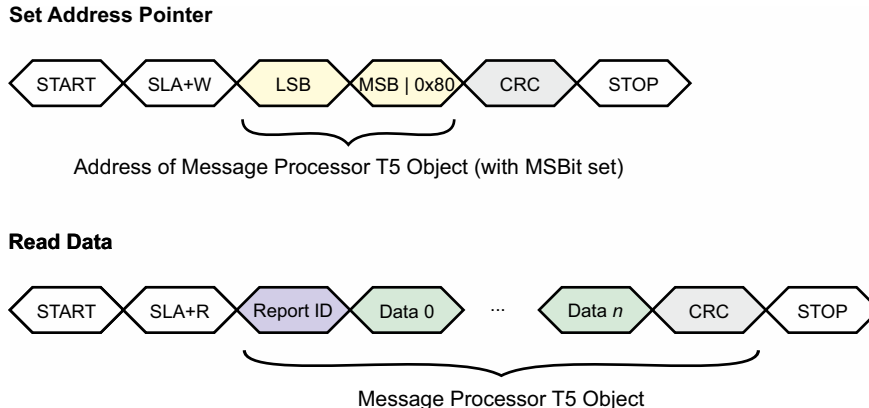 Set Address Pointer
START SLA+W LSB MSB | 0x80 CRC STOP
Address of Message Processor T5 Object (with MSBit set)
Read Data
START SLA+R Report ID Data 0 ... Data n CRC STOP
Message Processor T5 Object